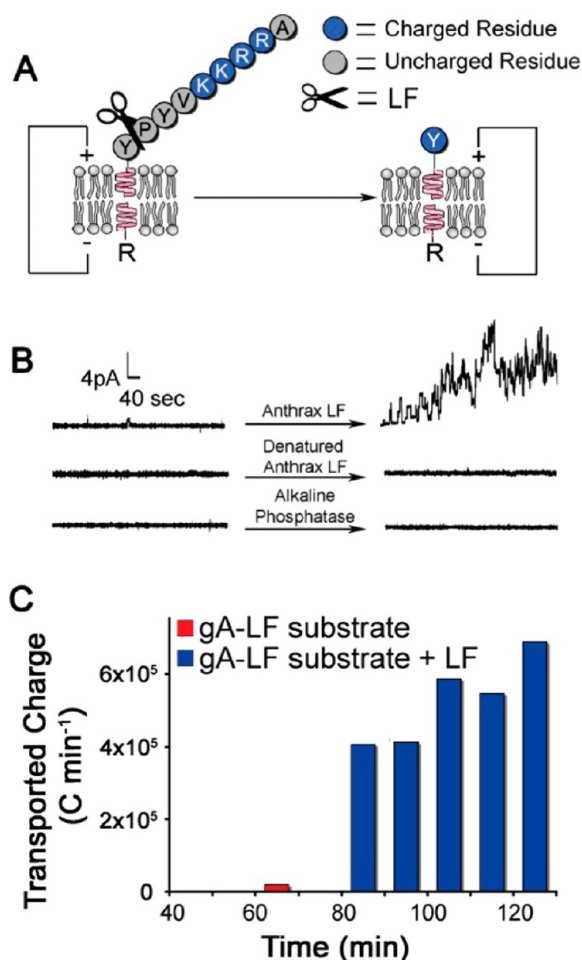 A
= Charged Residue
= Uncharged Residue
= LF
A
R
R
K
K
V
Y
P
Y
+
-
R
Y
+
-
R
B
4pA
40 sec
Anthrax LF
Denatured
Anthrax LF
Alkaline
Phosphatase
C
gA-LF substrate
gA-LF substrate + LF
Transported Charge
(C min⁻¹)
6x10⁵
4x10⁵
2x10⁵
0
40 60 80 100 120
Time (min)